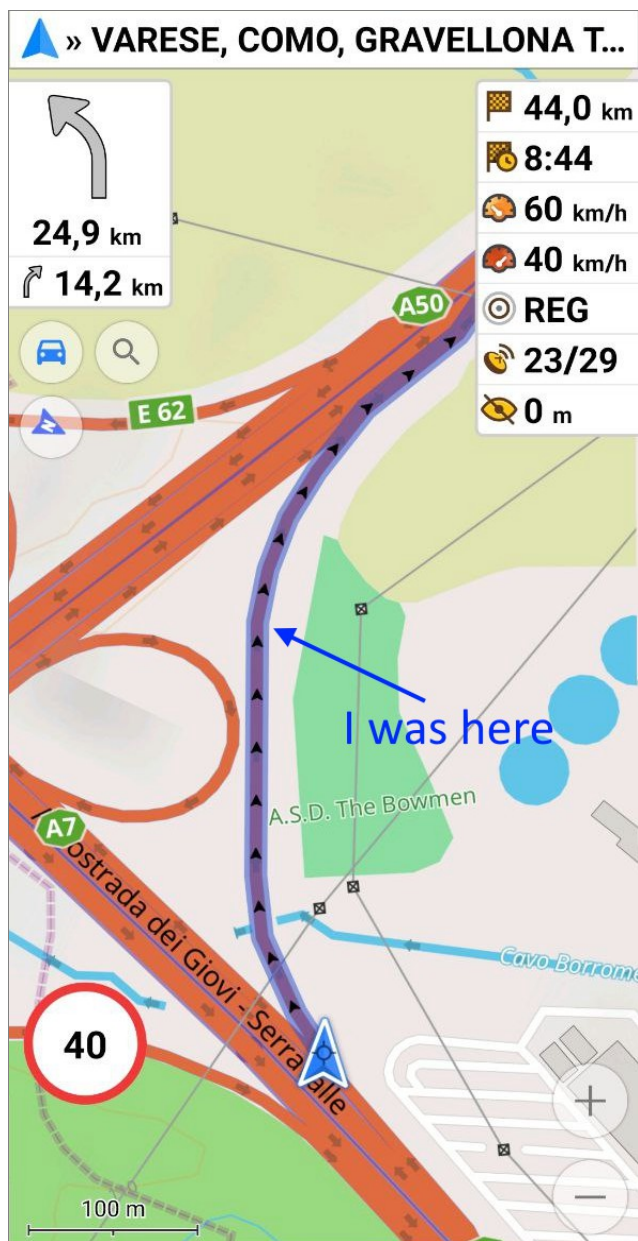 » VARESE, COMO, GRAVELLONA T...
24,9 km
14,2 km
44,0 km
8:44
60 km/h
40 km/h
REG
23/29
0 m
A50
E 62
N
I was here
A.S.D. The Bowmen
A7
Autostrada dei Giovi - Serravalle
Cavo Borrome
40
100 m